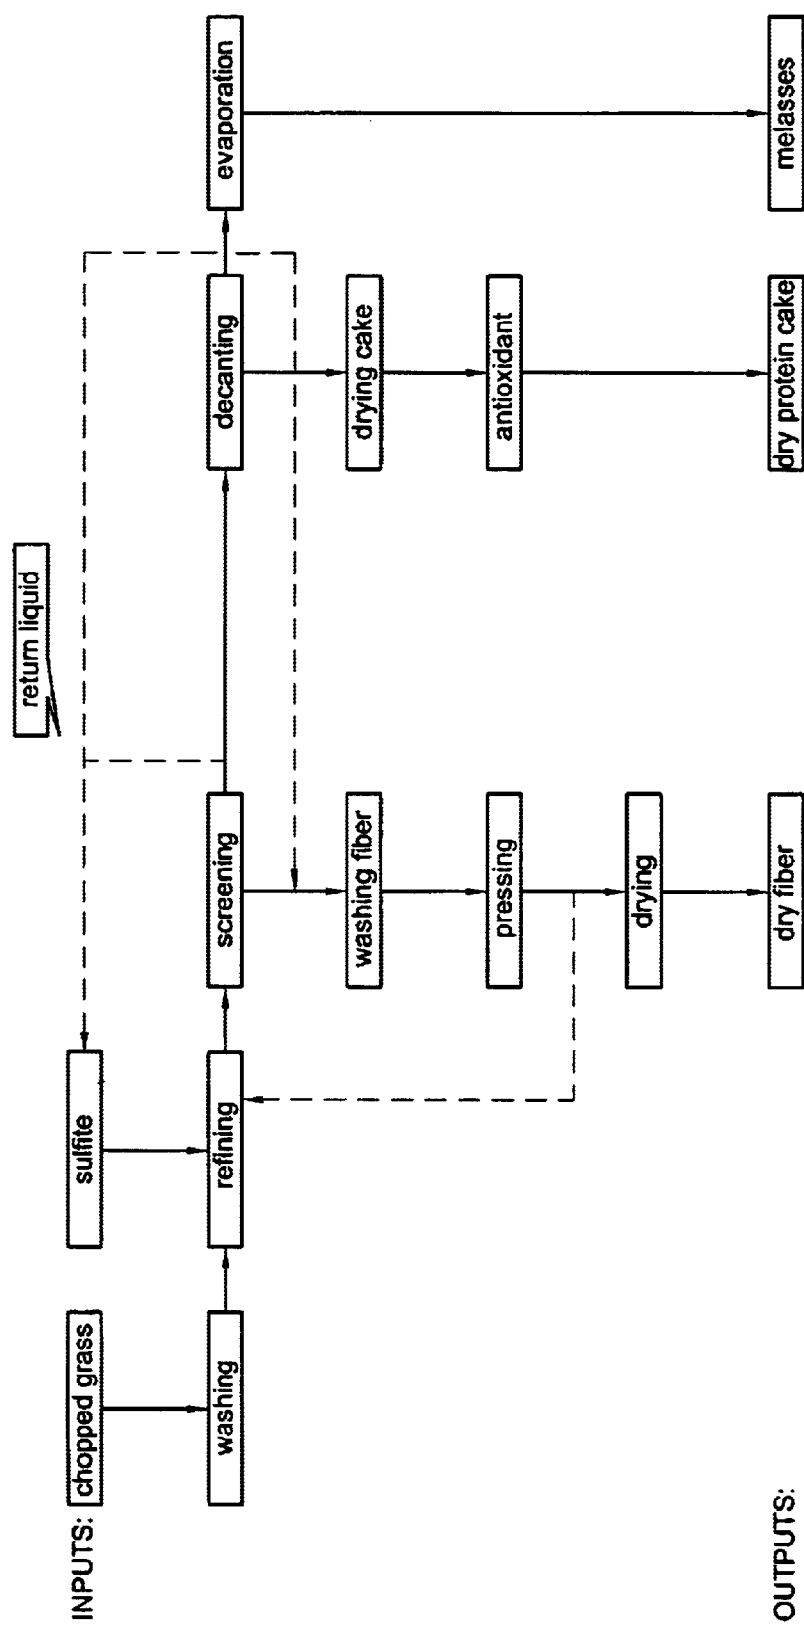 return liquid
INPUTS:
chopped grass
sulfite
washing
refining
screening
decanting
evaporation
washing fiber
drying cake
pressing
antioxidant
drying
OUTPUTS:
dry fiber
dry protein cake
melasses